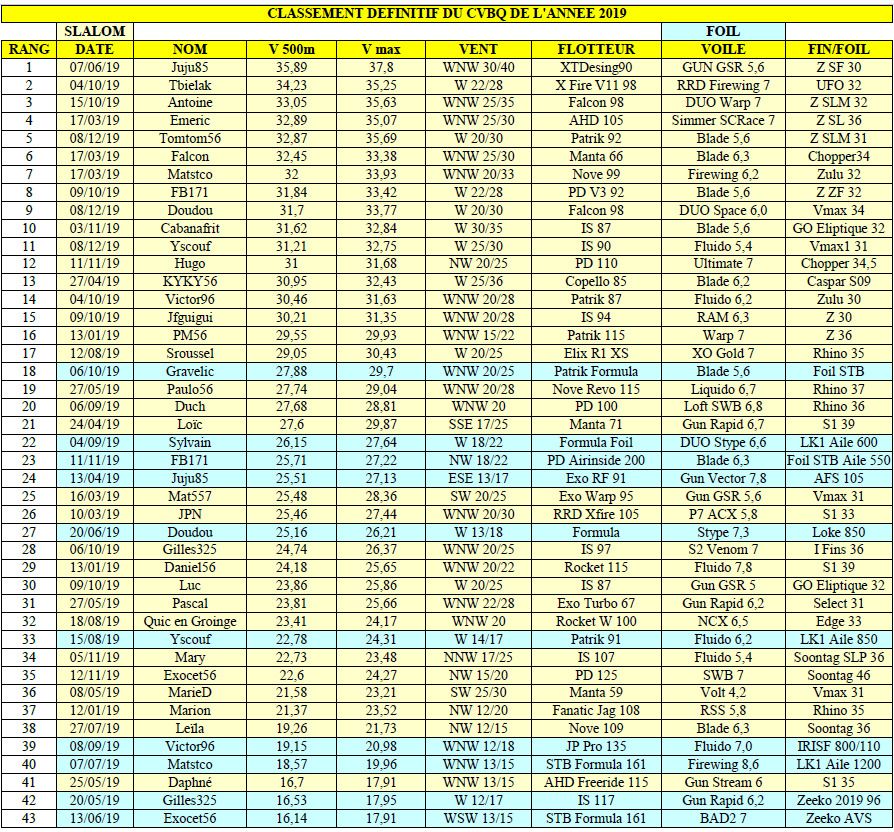 CLASSEMENT DEFINITIF DU CVBQ DE L'ANNEE 2019
SLALOM FOIL
RANG DATE NOM V 500m V max VENT FLOTTEUR VOILE FIN/FOIL
1 07/06/19 Juju85 35,89 37,8 WNW 30/40 XTDesing90 GUN GSR 5,6 Z SF 30
2 04/10/19 Tbielak 34,23 35,25 W 22/28 X Fire V11 98 RRD Firewing 7 UFO 32
3 15/10/19 Antoine 33,05 35,63 WNW 25/35 Falcon 98 DUO Warp 7 Z SLM 32
4 17/03/19 Emeric 32,89 35,07 WNW 25/30 AHD 105 Simmer SCRace 7 Z SL 36
5 08/12/19 Tomtom56 32,87 35,69 W 20/30 Patrik 92 Blade 5,6 Z SLM 31
6 17/03/19 Falcon 32,45 33,38 WNW 25/30 Manta 66 Blade 6,3 Chopper34
7 17/03/19 Matstco 32 33,93 WNW 20/33 Nove 99 Firewing 6,2 Zulu 32
8 09/10/19 FB171 31,84 33,42 W 22/28 PD V3 92 Blade 5,6 Z ZF 32
9 08/12/19 Doudou 31,7 33,77 W 20/30 Falcon 98 DUO Space 6,0 Vmax 34
10 03/11/19 Cabanafrit 31,62 32,84 W 30/35 IS 87 Blade 5,6 GO Eliptique 32
11 08/12/19 Yscouf 31,21 32,75 W 25/30 IS 90 Fluido 5,4 Vmax1 31
12 11/11/19 Hugo 31 31,68 NW 20/25 PD 110 Ultimate 7 Chopper 34,5
13 27/04/19 KYKY56 30,95 32,43 W 25/36 Copello 85 Blade 6,2 Caspar S09
14 04/10/19 Victor96 30,46 31,63 WNW 20/28 Patrik 87 Fluido 6,2 Zulu 30
15 09/10/19 Jfguigui 30,21 31,35 WNW 20/28 IS 94 RAM 6,3 Z 30
16 13/01/19 PM56 29,55 29,93 WNW 15/22 Patrik 115 Warp 7 Z 36
17 12/08/19 Sroussel 29,05 30,43 W 20/25 Elix R1 XS XO Gold 7 Rhino 35
18 06/10/19 Gravelic 27,88 29,7 WNW 20/25 Patrik Formula Blade 5,6 Foil STB
19 27/05/19 Paulo56 27,74 29,04 WNW 20/28 Nove Revo 115 Liquido 6,7 Rhino 37
20 06/09/19 Duch 27,68 28,81 WNW 20 PD 100 Loft SWB 6,8 Rhino 36
21 24/04/19 Loïc 27,6 29,87 SSE 17/25 Manta 71 Gun Rapid 6,7 S1 39
22 04/09/19 Sylvain 26,15 27,64 W 18/22 Formula Foil DUO Stype 6,6 LK1 Aile 600
23 11/11/19 FB171 25,71 27,22 NW 18/22 PD Airinside 200 Blade 6,3 Foil STB Aile 550
24 13/04/19 Juju85 25,51 27,13 ESE 13/17 Exo RF 91 Gun Vector 7,8 AFS 105
25 16/03/19 Mat557 25,48 28,36 SW 20/25 Exo Warp 95 Gun GSR 5,6 Vmax 31
26 10/03/19 JPN 25,46 27,44 WNW 20/30 RRD Xfire 105 P7 ACX 5,8 S1 33
27 20/06/19 Doudou 25,16 26,21 W 13/18 Formula Stype 7,3 Loke 850
28 06/10/19 Gilles325 24,74 26,37 WNW 20/25 IS 97 S2 Venom 7 I Fins 36
29 13/01/19 Daniel56 24,18 25,65 WNW 20/22 Rocket 115 Fluido 7,8 S1 39
30 09/10/19 Luc 23,86 25,86 W 20/25 IS 87 Gun GSR 5 GO Eliptique 32
31 27/05/19 Pascal 23,81 25,66 WNW 22/28 Exo Turbo 67 Gun Rapid 6,2 Select 31
32 18/08/19 Quic en Groinge 23,41 24,17 WNW 20 Rocket W 100 NCX 6,5 Edge 33
33 15/08/19 Yscouf 22,78 24,31 W 14/17 Patrik 91 Fluido 6,2 LK1 Aile 850
34 05/11/19 Mary 22,73 23,48 NNW 17/25 IS 107 Fluido 5,4 Soontag SLP 36
35 12/11/19 Exocet56 22,6 24,27 NW 15/20 PD 125 SWB 7 Soontag 46
36 08/05/19 MarieD 21,58 23,21 SW 25/30 Manta 59 Volt 4,2 Vmax 31
37 12/01/19 Marion 21,37 23,52 NW 12/20 Fanatic Jag 108 RSS 5,8 Rhino 35
38 27/07/19 Leïla 19,26 21,73 NW 12/15 Nove 109 Blade 6,3 Soontag 36
39 08/09/19 Victor96 19,15 20,98 WNW 12/18 JP Pro 135 Fluido 7,0 IRISF 800/110
40 07/07/19 Matstco 18,57 19,96 WNW 13/15 STB Formula 161 Firewing 8,6 LK1 Aile 1200
41 25/05/19 Daphné 16,7 17,91 WNW 13/15 AHD Freeride 115 Gun Stream 6 S1 35
42 20/05/19 Gilles325 16,53 17,95 W 12/17 IS 117 Gun Rapid 6,2 Zeeko 2019 96
43 13/06/19 Exocet56 16,14 17,91 WSW 13/15 STB Formula 161 BAD2 7 Zeeko AVS